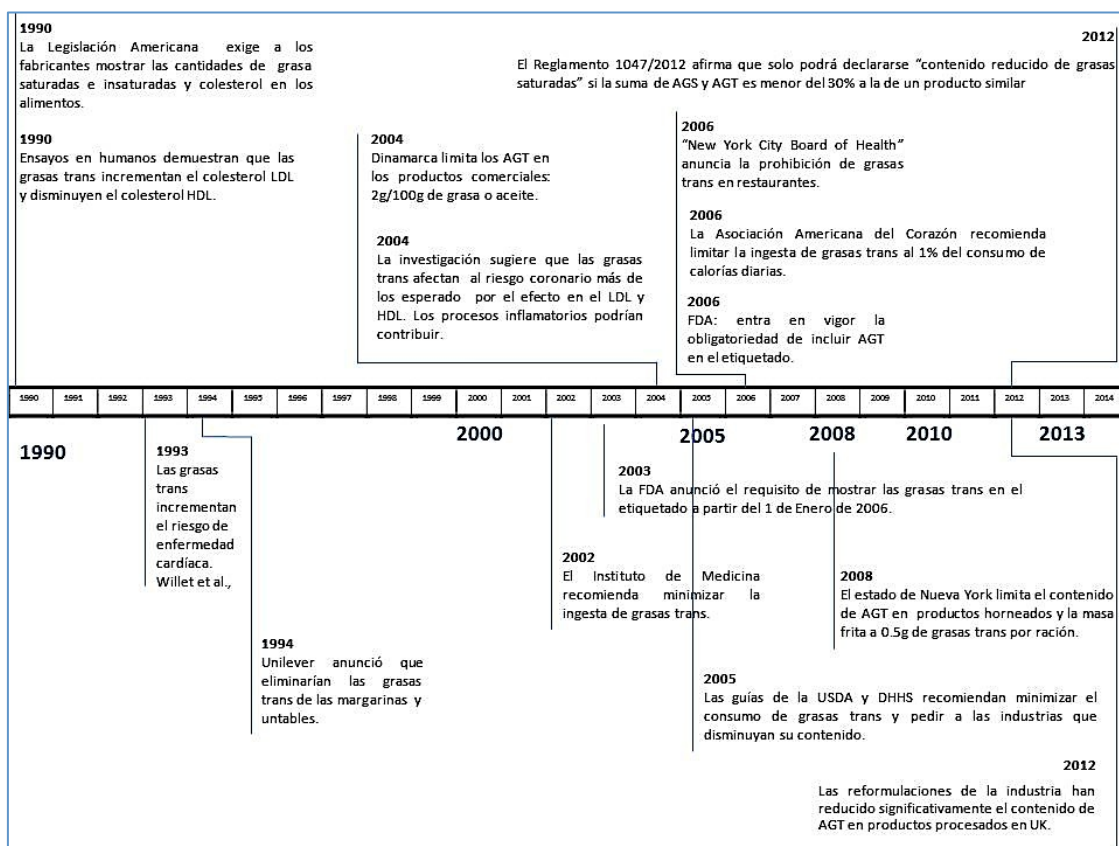 1990
La Legislación Americana exige a los
fabricantes mostrar las cantidades de grasa
saturadas e insaturadas y colesterol en los
alimentos.
1990
Ensayos en humanos demuestran que las
grasas trans incrementan el colesterol LDL
y disminuyen el colesterol HDL.
2012
El Reglamento 1047/2012 afirma que solo podrá declararse "contenido reducido de grasas
saturadas" si la suma de AGS y AGT es menor del 30% a la de un producto similar
2004
Dinamarca limita los AGT en
los productos comerciales:
2g/100g de grasa o aceite.
2004
La investigación sugiere que las grasas
trans afectan al riesgo coronario más de
los esperado por el efecto en el LDL y
HDL. Los procesos inflamatorios podrían
contribuir.
2006
"New York City Board of Health"
anuncia la prohibición de grasas
trans en restaurantes.
2006
La Asociación Americana del Corazón recomienda
limitar la ingesta de grasas trans al 1% del consumo de
calorías diarias.
2006
FDA: entra en vigor la
obligatoriedad de incluir AGT
en el etiquetado.
1990 1991 1992 1993 1994 1995 1996 1997 1998 1999 2000 2001 2002 2003 2004 2005 2006 2007 2008 2009 2010 2011 2012 2013 2014
1990 2000 2005 2008 2010 2013
1993
Las grasas
trans
incrementan
el riesgo de
enfermedad
cardíaca.
Willet et al.,
1994
Unilever anunció que
eliminarían las grasas
trans de las margarinas y
untables.
2003
La FDA anunció el requisito de mostrar las grasas trans en el
etiquetado a partir del 1 de Enero de 2006.
2002
El Instituto de Medicina
recomienda minimizar la
ingesta de grasas trans.
2008
El estado de Nueva York limita el contenido
de AGT en productos horneados y la masa
frita a 0.5g de grasas trans por ración.
2005
Las guías de la USDA y DHHS recomiendan minimizar el
consumo de grasas trans y pedir a las industrias que
disminuyan su contenido.
2012
Las reformulaciones de la industria han
reducido significativamente el contenido de
AGT en productos procesados en UK.